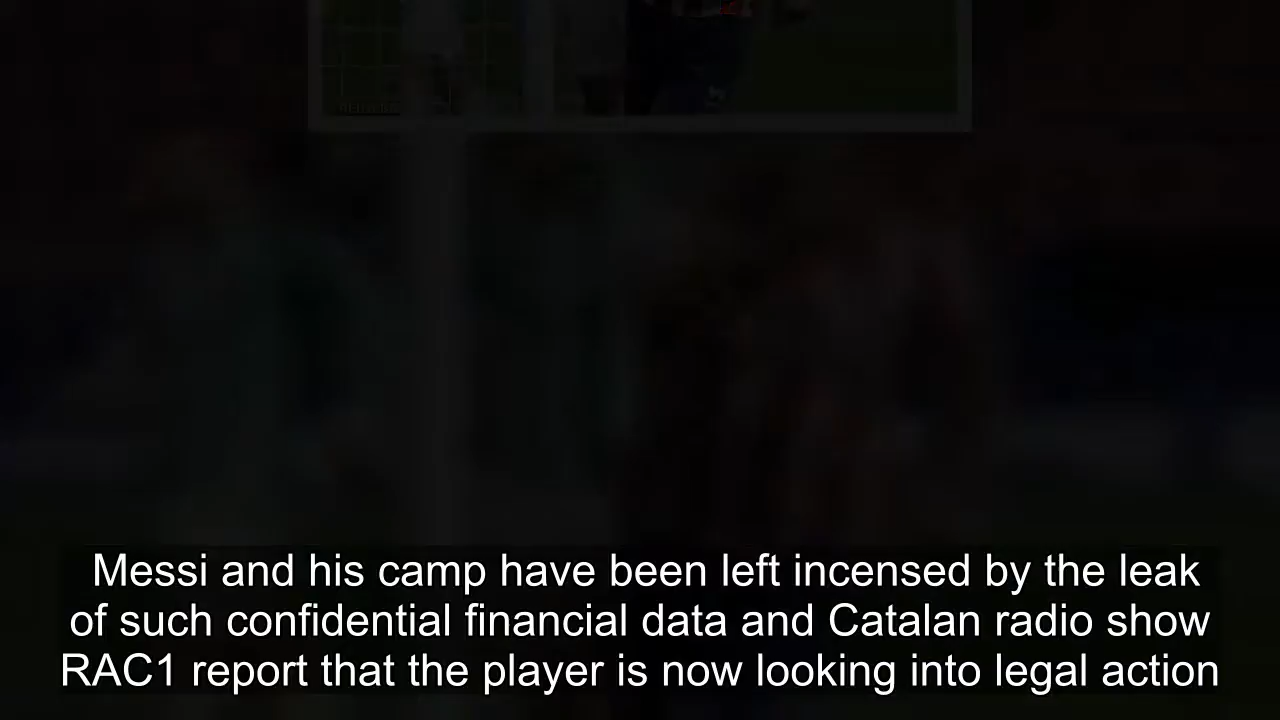 Messi and his camp have been left incensed by the leak
of such confidential financial data and Catalan radio show
RAC1 report that the player is now looking into legal action